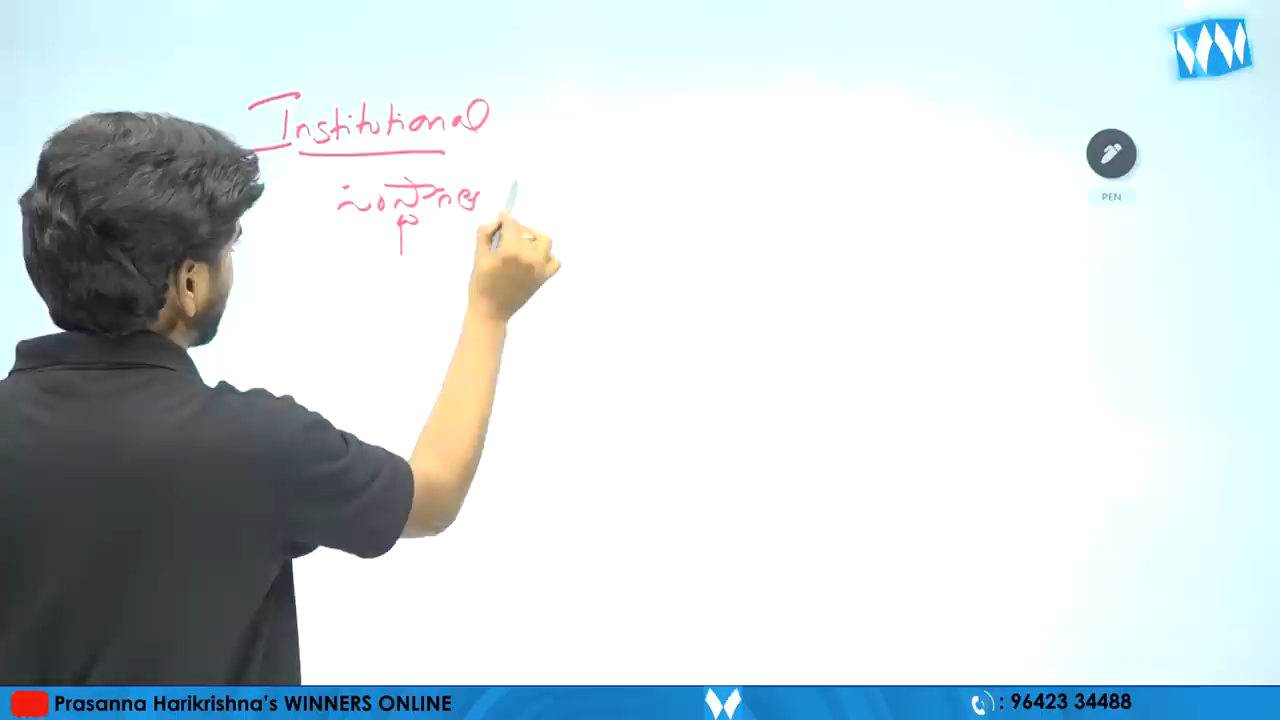 Institutional
సంస్థాగత
PEN
Prasanna Harikrishna's WINNERS ONLINE
: 96423 34488